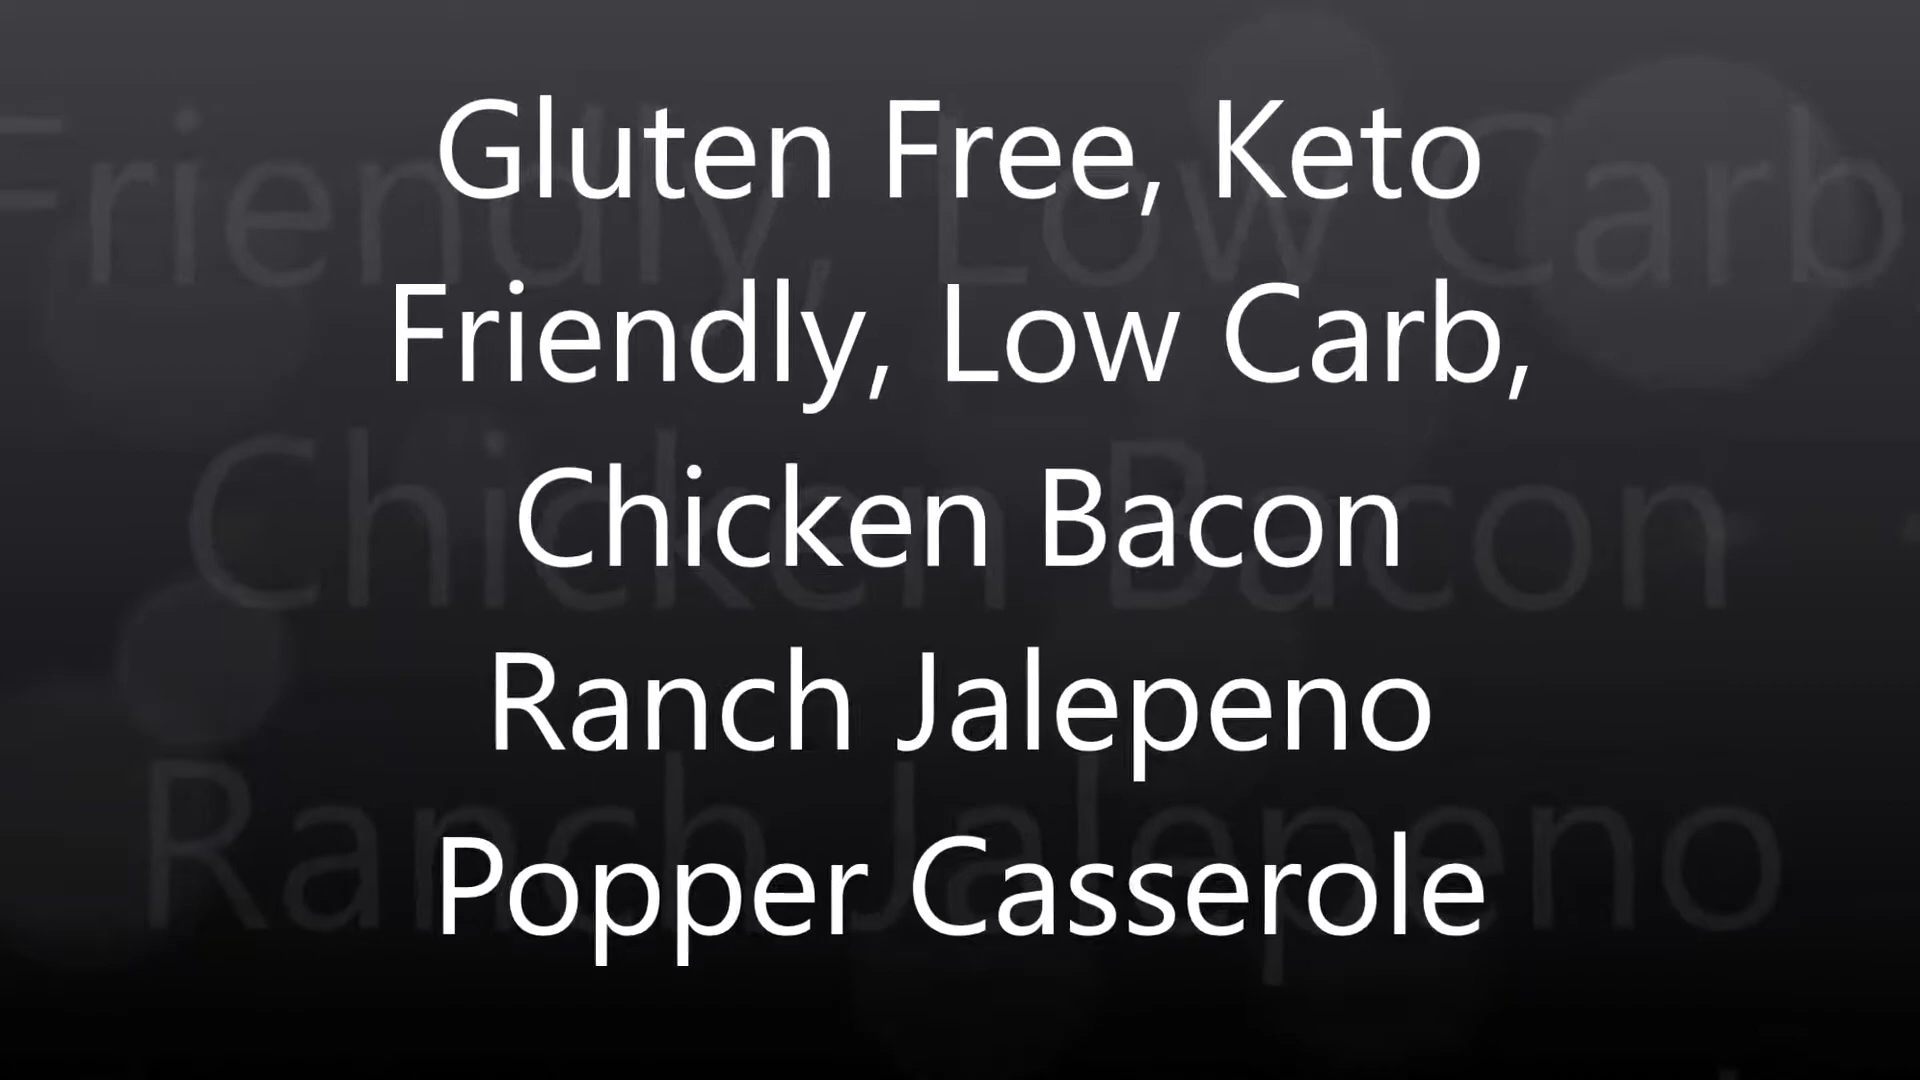 Gluten Free, Keto
Friendly, Low Carb,
Chicken Bacon
Ranch Jalepeno
Popper Casserole